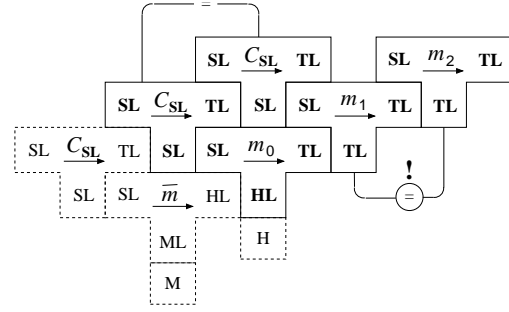 =
SL C_SL TL SL m_2 TL
SL C_SL TL SL SL m_1 TL TL
SL C_SL TL SL SL m_0 TL TL !
SL SL m̅ HL HL =
ML H
M